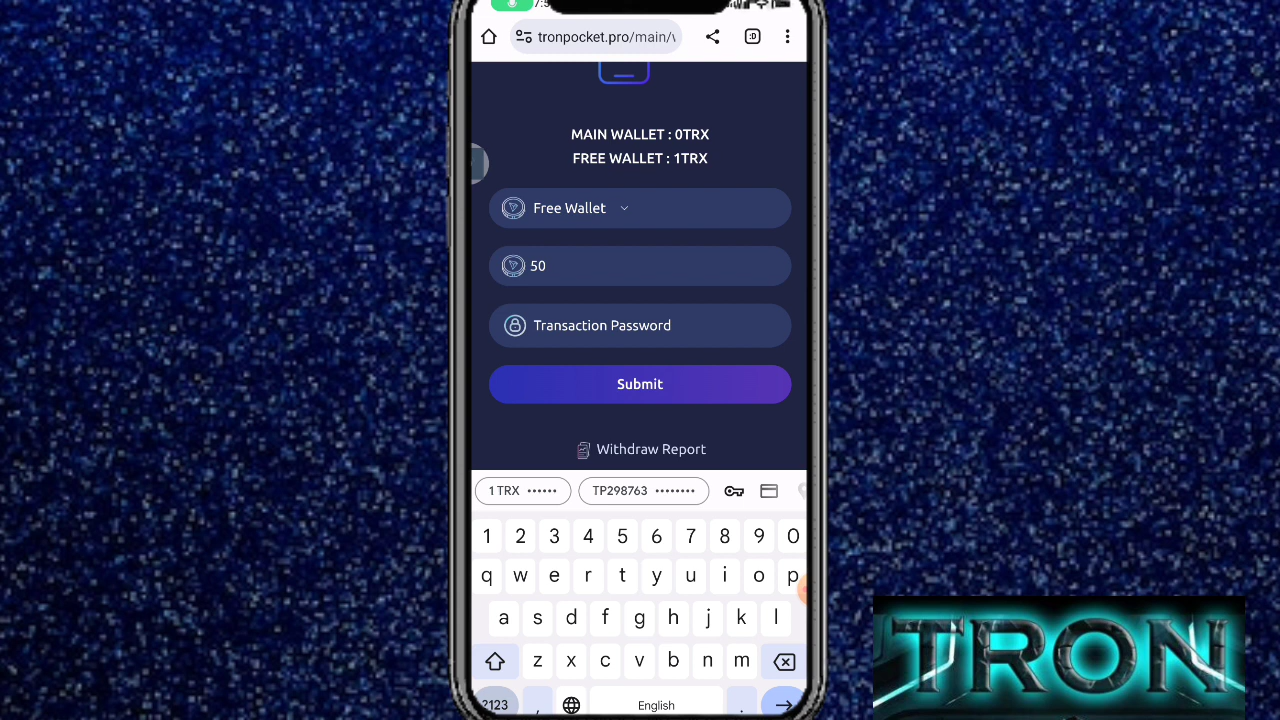 tronpocket.pro/main/
:D
MAIN WALLET : 0TRX
FREE WALLET : 1TRX
Free Wallet
50
Transaction Password
Submit
Withdraw Report
1 TRX ••••••
TP298763 ••••••••
1 2 3 4 5 6 7 8 9 0
q w e r t y u i o p
a s d f g h j k l
z x c v b n m
?123 , English .
TRON